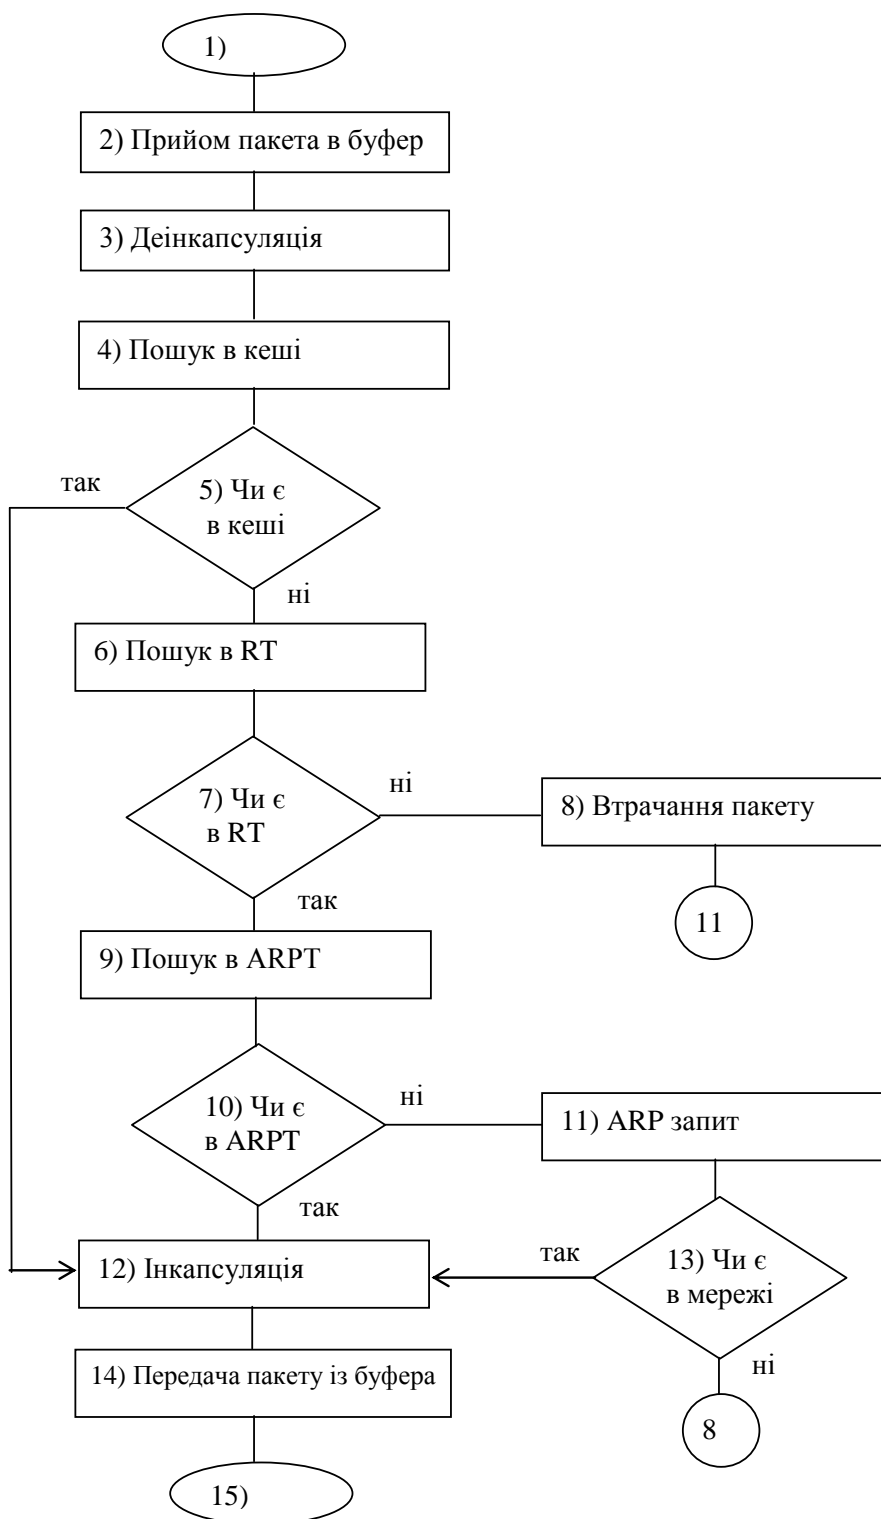 1)
2) Прийом пакета в буфер
3) Деінкапсуляція
4) Пошук в кеші
так
5) Чи є
в кеші
ні
6) Пошук в RT
7) Чи є
в RT
ні
8) Втрачання пакету
11
так
9) Пошук в ARPT
10) Чи є
в ARPT
ні
11) ARP запит
так
12) Інкапсуляція
так
13) Чи є
в мережі
ні
14) Передача пакету із буфера
8
15)